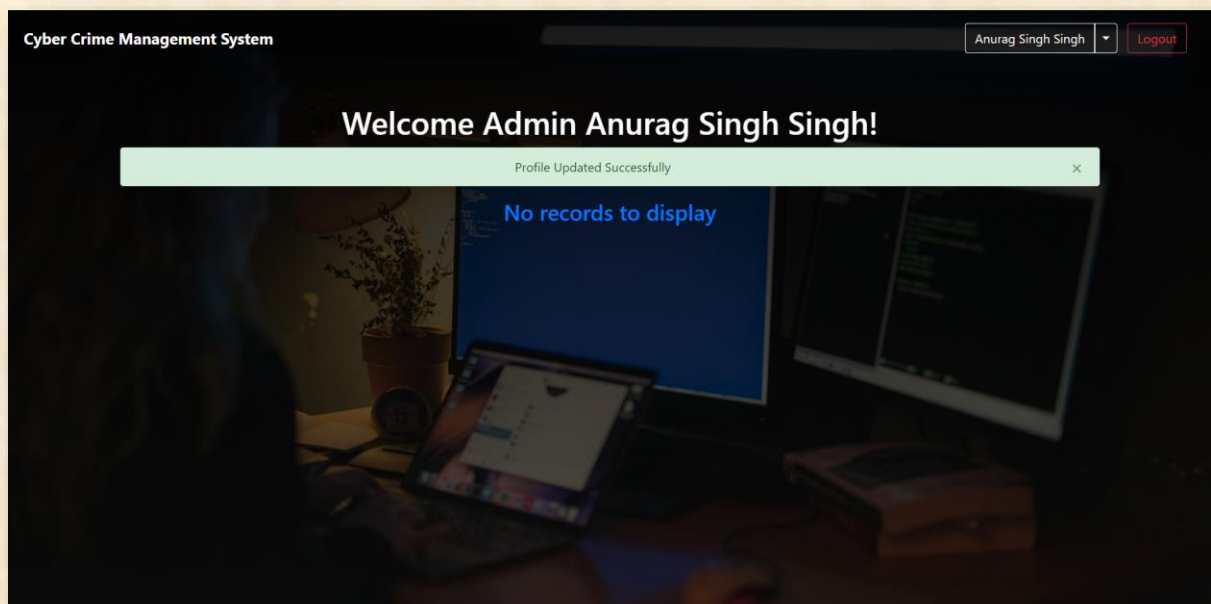 Cyber Crime Management System
Anurag Singh Singh
Logout
Welcome Admin Anurag Singh Singh!
Profile Updated Successfully ×
No records to display